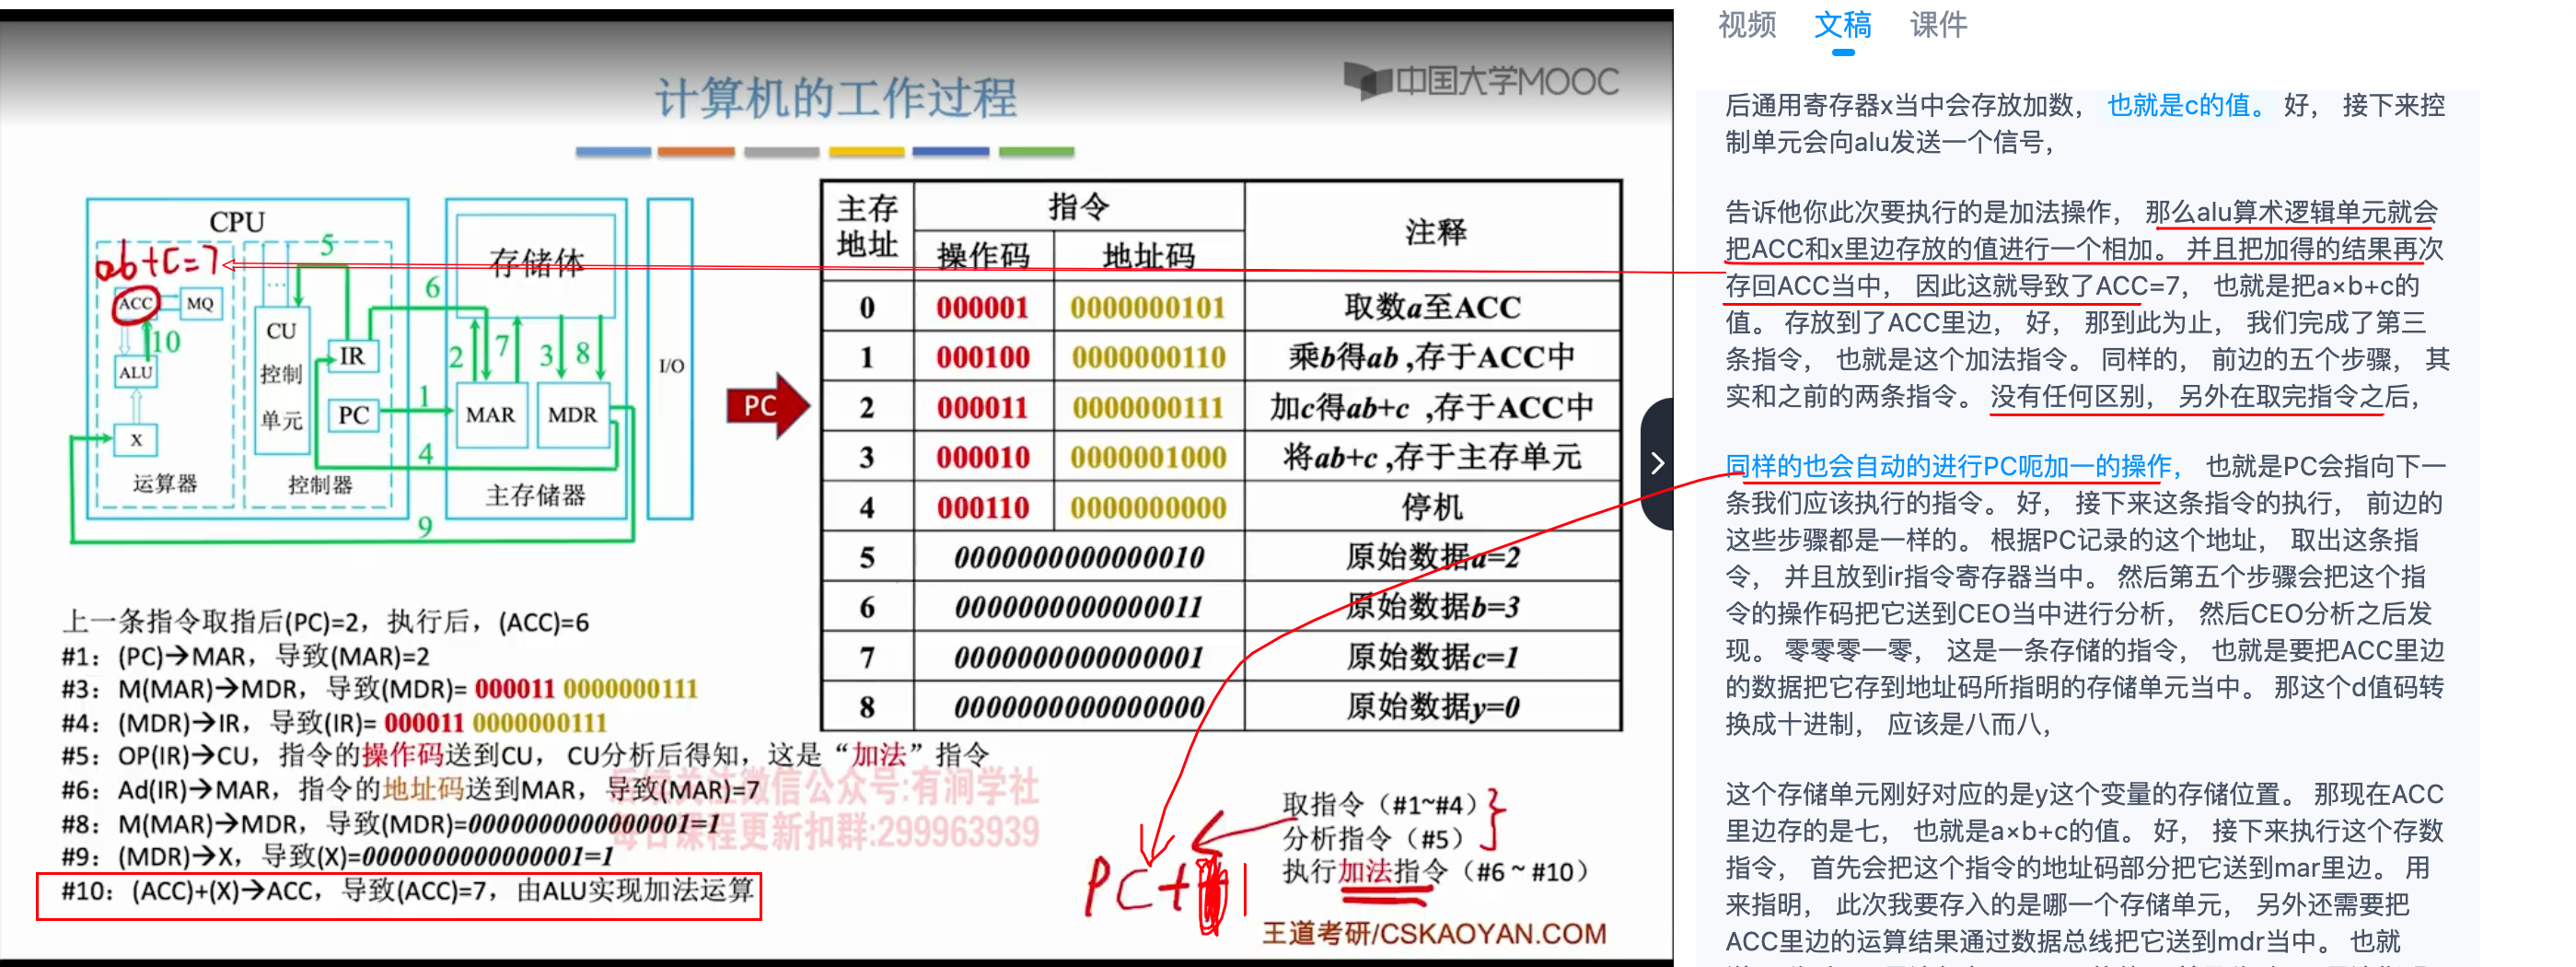 计算机的工作过程
中国大学MOOC
CPU
ab+c=7
ACC
MQ
10
ALU
X
运算器
5
...
CU
控制
单元
IR
PC
控制器
6
1
4
9
存储体
2
7
3
8
MAR
MDR
主存储器
I/O
PC
主存地址 指令 注释
操作码 地址码
0 000001 0000000101 取数a至ACC
1 000100 0000000110 乘b得ab ,存于ACC中
2 000011 0000000111 加c得ab+c ,存于ACC中
3 000010 0000001000 将ab+c ,存于主存单元
4 000110 0000000000 停机
5 0000000000000010 原始数据a=2
6 0000000000000011 原始数据b=3
7 0000000000000001 原始数据c=1
8 0000000000000000 原始数据y=0
上一条指令取指后(PC)=2，执行后，(ACC)=6
#1：(PC)→MAR，导致(MAR)=2
#3：M(MAR)→MDR，导致(MDR)= 000011 0000000111
#4：(MDR)→IR，导致(IR)= 000011 0000000111
#5：OP(IR)→CU，指令的操作码送到CU，CU分析后得知，这是“加法”指令
#6：Ad(IR)→MAR，指令的地址码送到MAR，导致(MAR)=7
#8：M(MAR)→MDR，导致(MDR)=0000000000000001=1
#9：(MDR)→X，导致(X)=0000000000000001=1
#10：(ACC)+(X)→ACC，导致(ACC)=7，由ALU实现加法运算
后续关注微信公众号:有涧学社
每日课程更新扣群:299963939
取指令（#1~#4）
分析指令（#5）
执行加法指令（#6 ~ #10）
PC+1
王道考研/CSKAOYAN.COM
视频 文稿 课件
后通用寄存器x当中会存放加数， 也就是c的值。 好， 接下来控
制单元会向alu发送一个信号，
告诉他你此次要执行的是加法操作， 那么alu算术逻辑单元就会
把ACC和x里边存放的值进行一个相加。 并且把加得的结果再次
存回ACC当中， 因此这就导致了ACC=7， 也就是把a×b+c的
值。 存放到了ACC里边， 好， 那到此为止， 我们完成了第三
条指令， 也就是这个加法指令。 同样的， 前边的五个步骤， 其
实和之前的两条指令。 没有任何区别， 另外在取完指令之后，
同样的也会自动的进行PC呃加一的操作， 也就是PC会指向下一
条我们应该执行的指令。 好， 接下来这条指令的执行， 前边的
这些步骤都是一样的。 根据PC记录的这个地址， 取出这条指
令， 并且放到ir指令寄存器当中。 然后第五个步骤会把这个指
令的操作码把它送到CEO当中进行分析， 然后CEO分析之后发
现。 零零零一零， 这是一条存储的指令， 也就是要把ACC里边
的数据把它存到地址码所指明的存储单元当中。 那这个d值码转
换成十进制， 应该是八而八，
这个存储单元刚好对应的是y这个变量的存储位置。 那现在ACC
里边存的是七， 也就是a×b+c的值。 好， 接下来执行这个存数
指令， 首先会把这个指令的地址码部分把它送到mar里边。 用
来指明， 此次我要存入的是哪一个存储单元， 另外还需要把
ACC里边的运算结果通过数据总线把它送到mdr当中。 也就